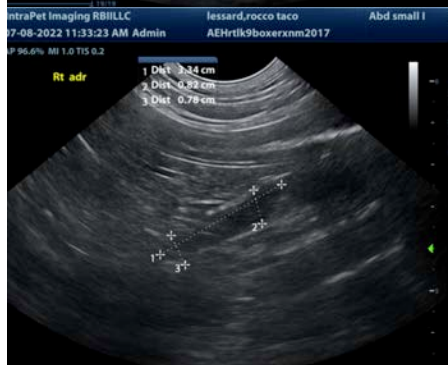 IntraPet Imaging RBIILLC lessard,rocco taco Abd small I
07-08-2022 11:33:23 AM Admin AEHrtlk9boxerxnm2017
AP 96.6% MI 1.0 TIS 0.2
Rt adr
1 Dist 3.34 cm
2 Dist 0.82 cm
3 Dist 0.78 cm
1
2
3